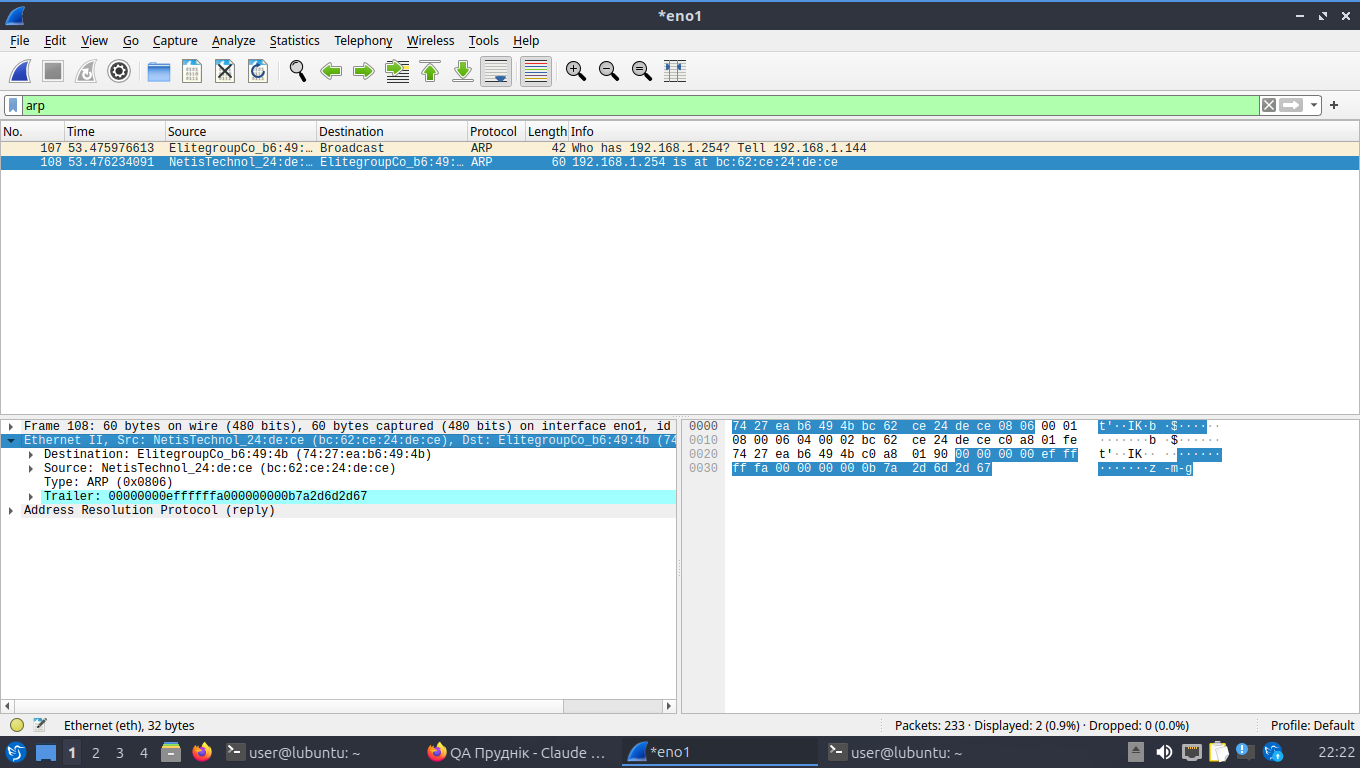 *eno1
File Edit View Go Capture Analyze Statistics Telephony Wireless Tools Help
arp
No. Time Source Destination Protocol Length Info
107 53.475976613 ElitegroupCo_b6:49:… Broadcast ARP 42 Who has 192.168.1.254? Tell 192.168.1.144
108 53.476234091 NetisTechnol_24:de:… ElitegroupCo_b6:49:… ARP 60 192.168.1.254 is at bc:62:ce:24:de:ce
Frame 108: 60 bytes on wire (480 bits), 60 bytes captured (480 bits) on interface eno1, id
Ethernet II, Src: NetisTechnol_24:de:ce (bc:62:ce:24:de:ce), Dst: ElitegroupCo_b6:49:4b (74
Destination: ElitegroupCo_b6:49:4b (74:27:ea:b6:49:4b)
Source: NetisTechnol_24:de:ce (bc:62:ce:24:de:ce)
Type: ARP (0x0806)
Trailer: 00000000effffffa000000000b7a2d6d2d67
Address Resolution Protocol (reply)
0000 74 27 ea b6 49 4b bc 62 ce 24 de ce 08 06 00 01 t'··IK·b ·$······
0010 08 00 06 04 00 02 bc 62 ce 24 de ce c0 a8 01 fe ·······b ·$······
0020 74 27 ea b6 49 4b c0 a8 01 90 00 00 00 00 ef ff t'··IK·· ········
0030 ff fa 00 00 00 00 0b 7a 2d 6d 2d 67 ·······z -m-g
Ethernet (eth), 32 bytes
Packets: 233 · Displayed: 2 (0.9%) · Dropped: 0 (0.0%)
Profile: Default
1 2 3 4 user@lubuntu: ~ QA Пруднік - Claude … *eno1 user@lubuntu: ~ 22:22